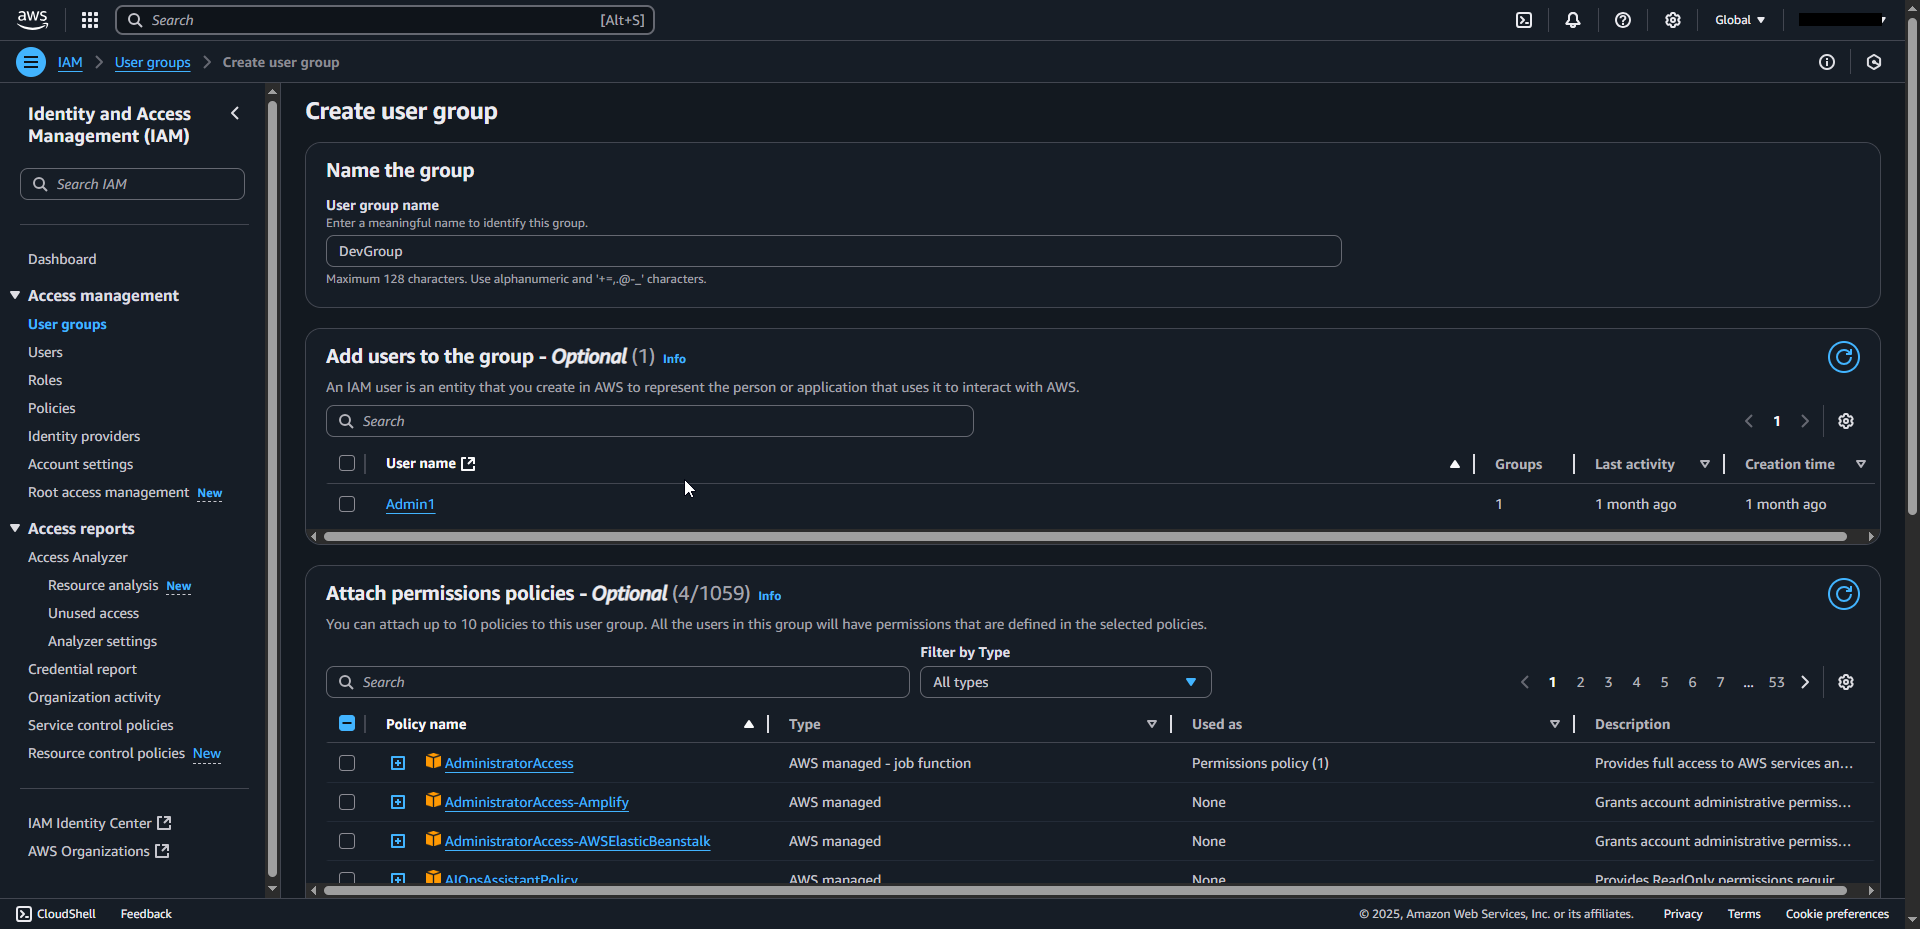 aws
Search [Alt+S] Global
IAM User groups Create user group
Identity and Access
Management (IAM)
Search IAM
Dashboard
Access management
User groups
Users
Roles
Policies
Identity providers
Account settings
Root access management New
Access reports
Access Analyzer
Resource analysis New
Unused access
Analyzer settings
Credential report
Organization activity
Service control policies
Resource control policies New
IAM Identity Center
AWS Organizations
Create user group
Name the group
User group name
Enter a meaningful name to identify this group.
DevGroup
Maximum 128 characters. Use alphanumeric and '+=,.@-_' characters.
Add users to the group - Optional (1) Info
An IAM user is an entity that you create in AWS to represent the person or application that uses it to interact with AWS.
Search 1
User name Groups Last activity Creation time
Admin1 1 1 month ago 1 month ago
Attach permissions policies - Optional (4/1059) Info
You can attach up to 10 policies to this user group. All the users in this group will have permissions that are defined in the selected policies.
Filter by Type
Search All types 1 2 3 4 5 6 7 ... 53
Policy name Type Used as Description
AdministratorAccess AWS managed - job function Permissions policy (1) Provides full access to AWS services an...
AdministratorAccess-Amplify AWS managed None Grants account administrative permiss...
AdministratorAccess-AWSElasticBeanstalk AWS managed None Grants account administrative permiss...
AIOpsAssistantPolicy AWS managed None Provides ReadOnly permissions requir...
CloudShell Feedback © 2025, Amazon Web Services, Inc. or its affiliates. Privacy Terms Cookie preferences